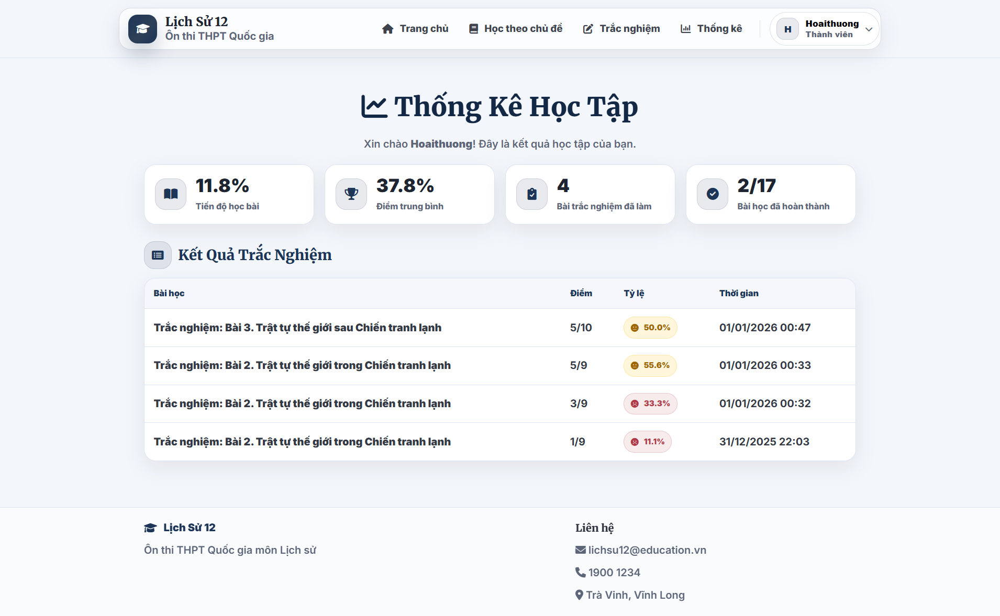 Lịch Sử 12
Ôn thi THPT Quốc gia
Trang chủ
Học theo chủ đề
Trắc nghiệm
Thống kê
H
Hoaithuong
Thành viên
Thống Kê Học Tập
Xin chào Hoaithuong! Đây là kết quả học tập của bạn.
11.8%
Tiến độ học bài
37.8%
Điểm trung bình
4
Bài trắc nghiệm đã làm
2/17
Bài học đã hoàn thành
Kết Quả Trắc Nghiệm
Bài học Điểm Tỷ lệ Thời gian
Trắc nghiệm: Bài 3. Trật tự thế giới sau Chiến tranh lạnh 5/10 50.0% 01/01/2026 00:47
Trắc nghiệm: Bài 2. Trật tự thế giới trong Chiến tranh lạnh 5/9 55.6% 01/01/2026 00:33
Trắc nghiệm: Bài 2. Trật tự thế giới trong Chiến tranh lạnh 3/9 33.3% 01/01/2026 00:32
Trắc nghiệm: Bài 2. Trật tự thế giới trong Chiến tranh lạnh 1/9 11.1% 31/12/2025 22:03
Lịch Sử 12
Ôn thi THPT Quốc gia môn Lịch sử
Liên hệ
lichsu12@education.vn
1900 1234
Trà Vinh, Vĩnh Long